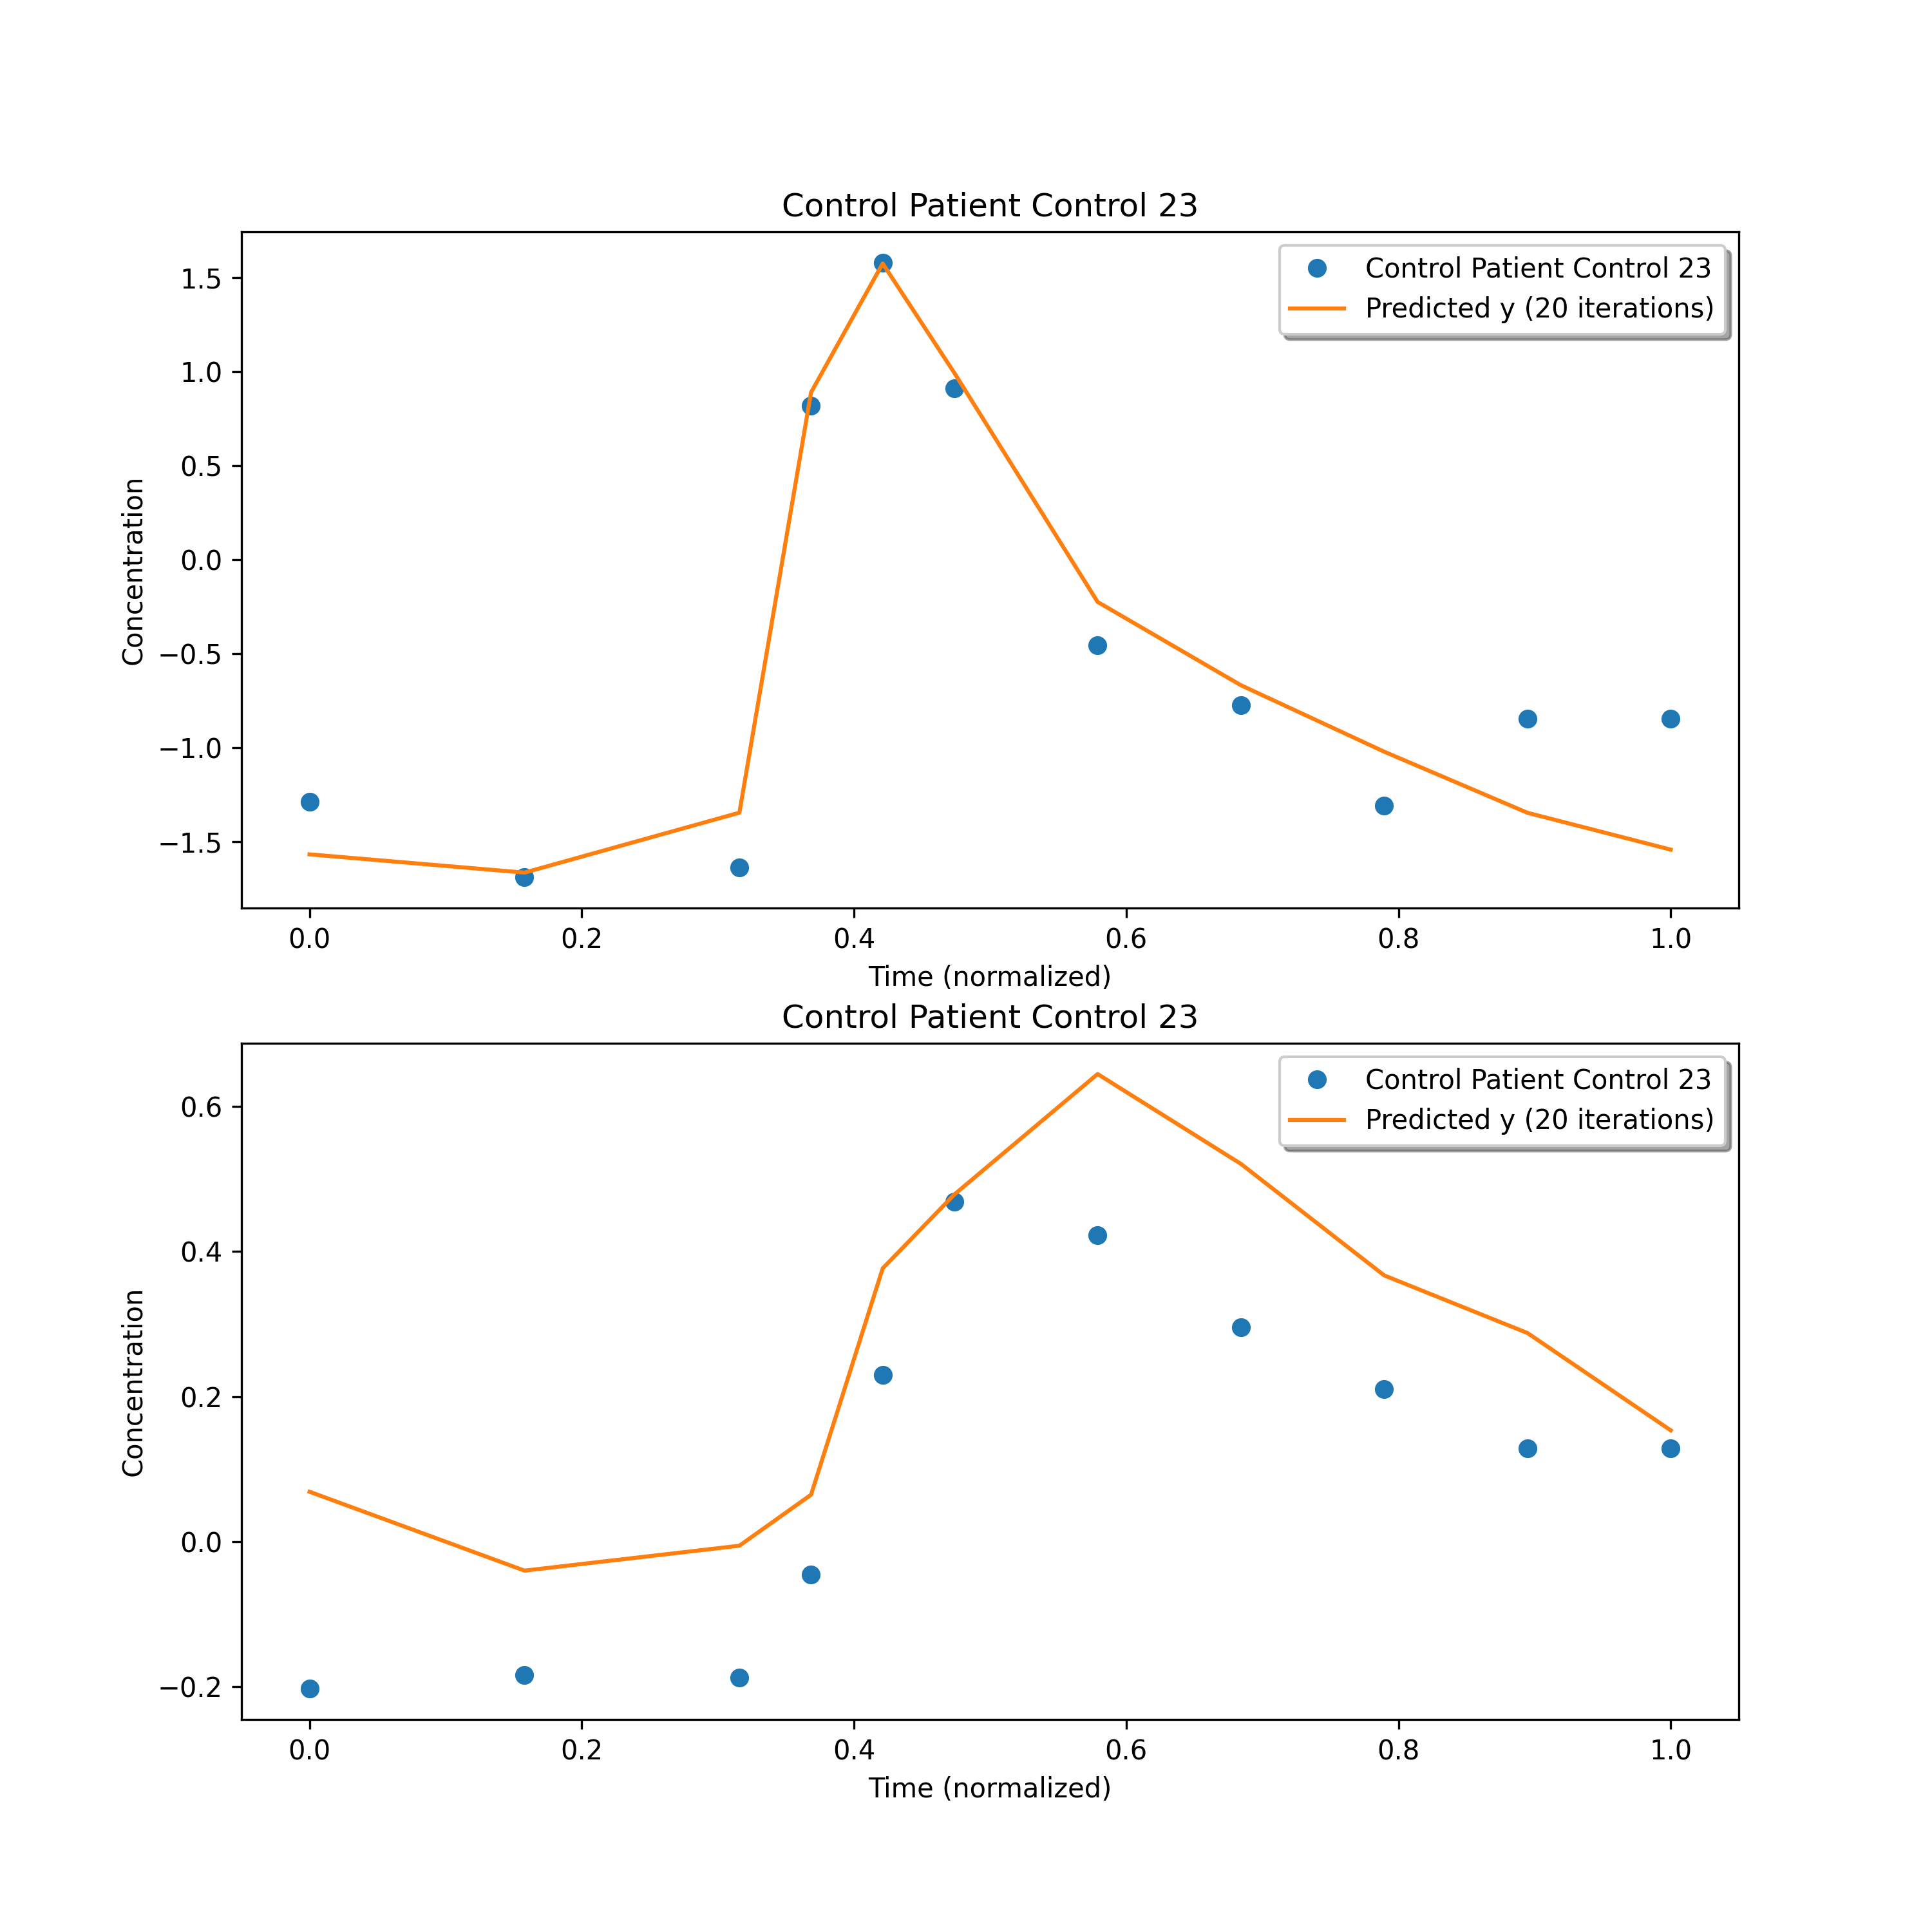 Control Patient Control 23
Control Patient Control 23
Predicted y (20 iterations)
1.5
1.0
0.5
0.0
−0.5
−1.0
−1.5
Concentration
0.0 0.2 0.4 0.6 0.8 1.0
Time (normalized)
Control Patient Control 23
Control Patient Control 23
Predicted y (20 iterations)
0.6
0.4
0.2
0.0
−0.2
Concentration
0.0 0.2 0.4 0.6 0.8 1.0
Time (normalized)